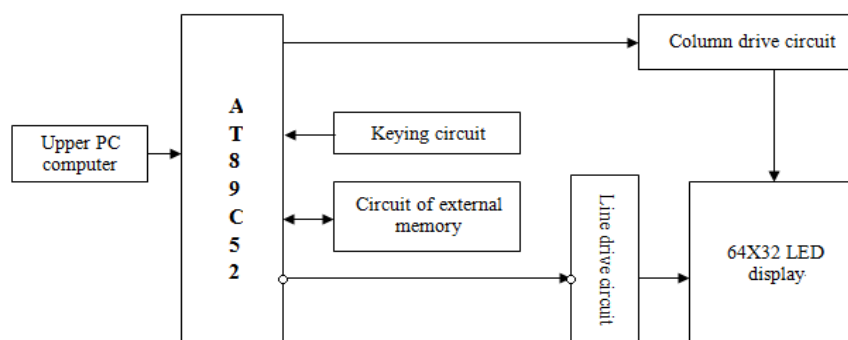 Column drive circuit
A
T
8
9
C
5
2
Keying circuit
Upper PC
computer
Circuit of external
memory
Line drive circuit
64X32 LED
display